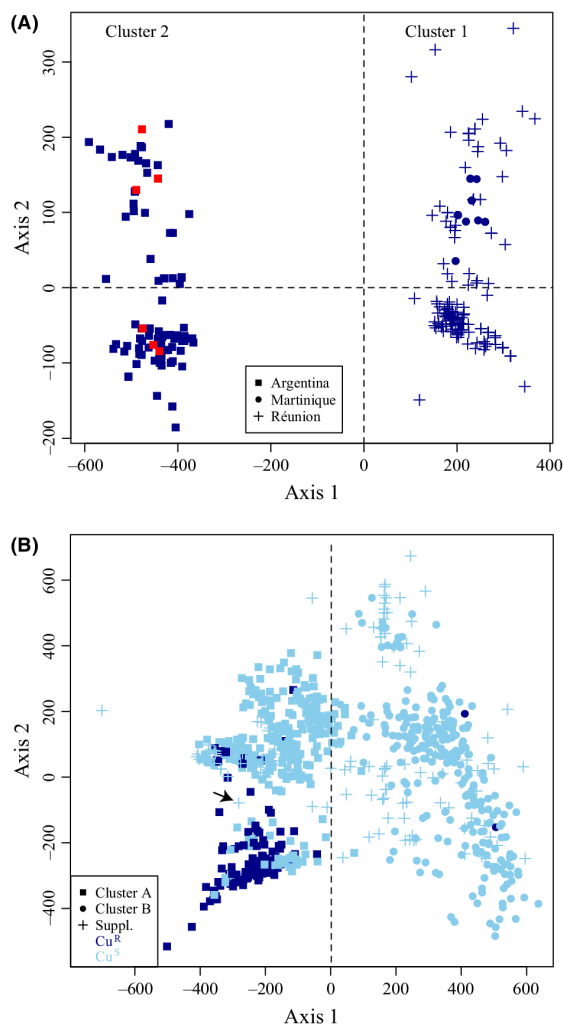 (A)
Cluster 2
Cluster 1
300
200
100
0
−100
−200
Axis 2
Argentina
Martinique
Réunion
−600
−400
−200
0
200
400
Axis 1
(B)
600
400
200
0
−200
−400
Axis 2
Cluster A
Cluster B
Suppl.
Cu^R
Cu^S
−600
−400
−200
0
200
400
600
Axis 1